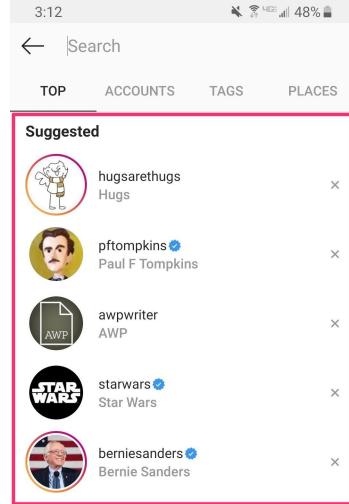 3:12
4GE
48%
Search
TOP ACCOUNTS TAGS PLACES
Suggested
hugsarethugs
Hugs
pftompkins
Paul F Tompkins
AWP
awpwriter
AWP
STAR
WARS
starwars
Star Wars
berniesanders
Bernie Sanders